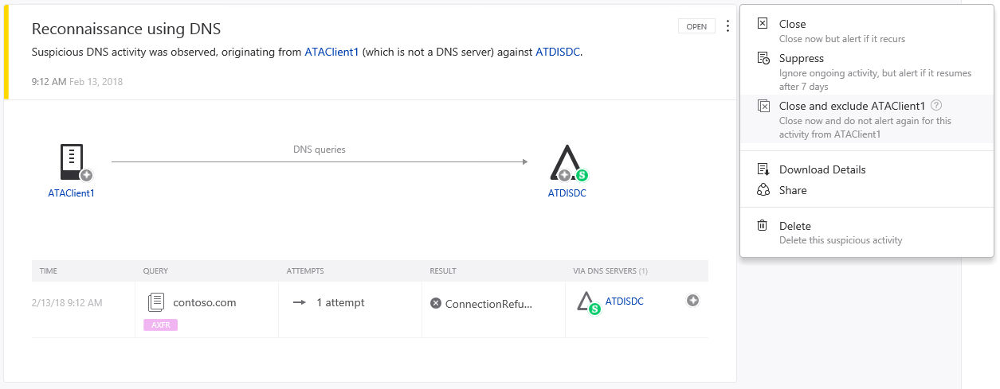 Reconnaissance using DNS
OPEN
Suspicious DNS activity was observed, originating from ATAClient1 (which is not a DNS server) against ATDISDC.
9:12 AM Feb 13, 2018
DNS queries
ATAClient1
S
ATDISDC
TIME
QUERY
ATTEMPTS
RESULT
VIA DNS SERVERS (1)
2/13/18 9:12 AM
contoso.com
AXFR
1 attempt
ConnectionRefu...
S
ATDISDC
Close
Close now but alert if it recurs
Suppress
Ignore ongoing activity, but alert if it resumes
after 7 days
Close and exclude ATAClient1 ?
Close now and do not alert again for this
activity from ATAClient1
Download Details
Share
Delete
Delete this suspicious activity